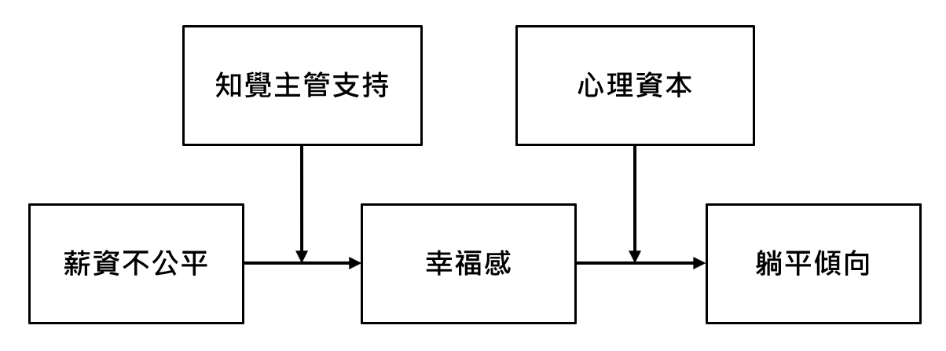 知覺主管支持
心理資本
薪資不公平
幸福感
躺平傾向